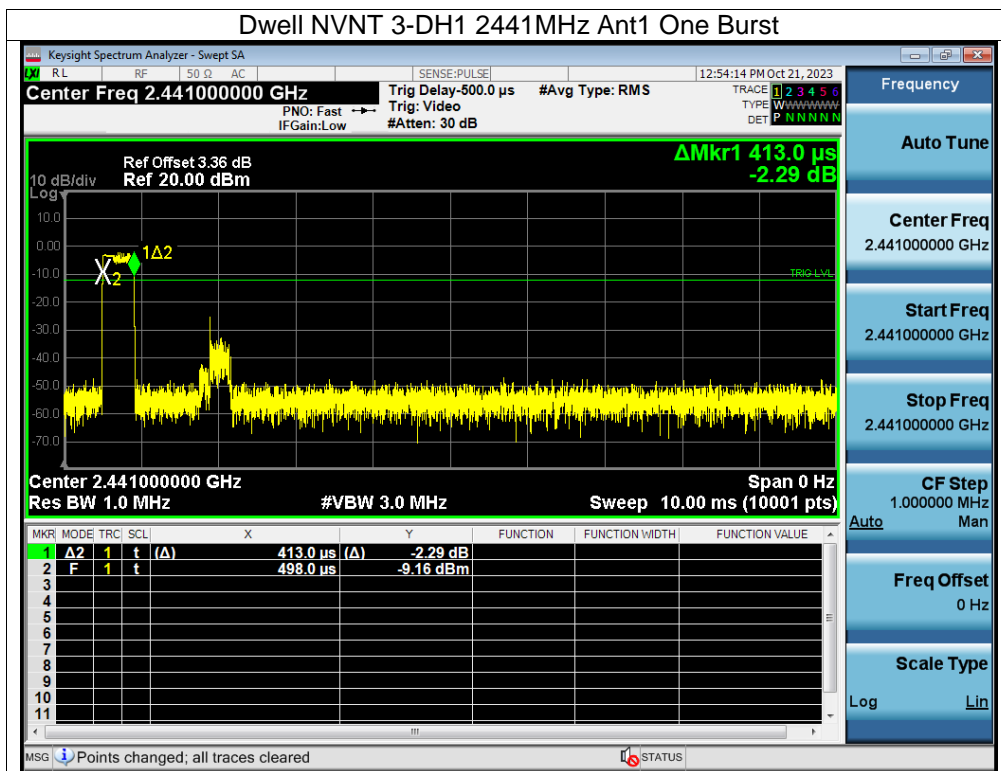 Dwell NVNT 3-DH1 2441MHz Ant1 One Burst
Keysight Spectrum Analyzer - Swept SA
LXI RL RF 50 Ω AC SENSE:PULSE 12:54:14 PM Oct 21, 2023
Center Freq 2.441000000 GHz Trig Delay-500.0 µs #Avg Type: RMS TRACE 1 2 3 4 5 6
PNO: Fast Trig: Video TYPE WWWWWW
IFGain:Low #Atten: 30 dB DET P N N N N N
Frequency
Auto Tune
Center Freq
2.441000000 GHz
Start Freq
2.441000000 GHz
Stop Freq
2.441000000 GHz
CF Step
1.000000 MHz
Auto Man
Freq Offset
0 Hz
Scale Type
Log Lin
ΔMkr1 413.0 µs
-2.29 dB
Ref Offset 3.36 dB
10 dB/div Ref 20.00 dBm
Log
10.0
0.00
-10.0
-20.0
-30.0
-40.0
-50.0
-60.0
-70.0
1Δ2
X2
TRIG LVL
Center 2.441000000 GHz Span 0 Hz
Res BW 1.0 MHz #VBW 3.0 MHz Sweep 10.00 ms (10001 pts)
MKR MODE TRC SCL X Y FUNCTION FUNCTION WIDTH FUNCTION VALUE
1 Δ2 1 t (Δ) 413.0 µs (Δ) -2.29 dB
2 F 1 t 498.0 µs -9.16 dBm
3
4
5
6
7
8
9
10
11
MSG Points changed; all traces cleared STATUS